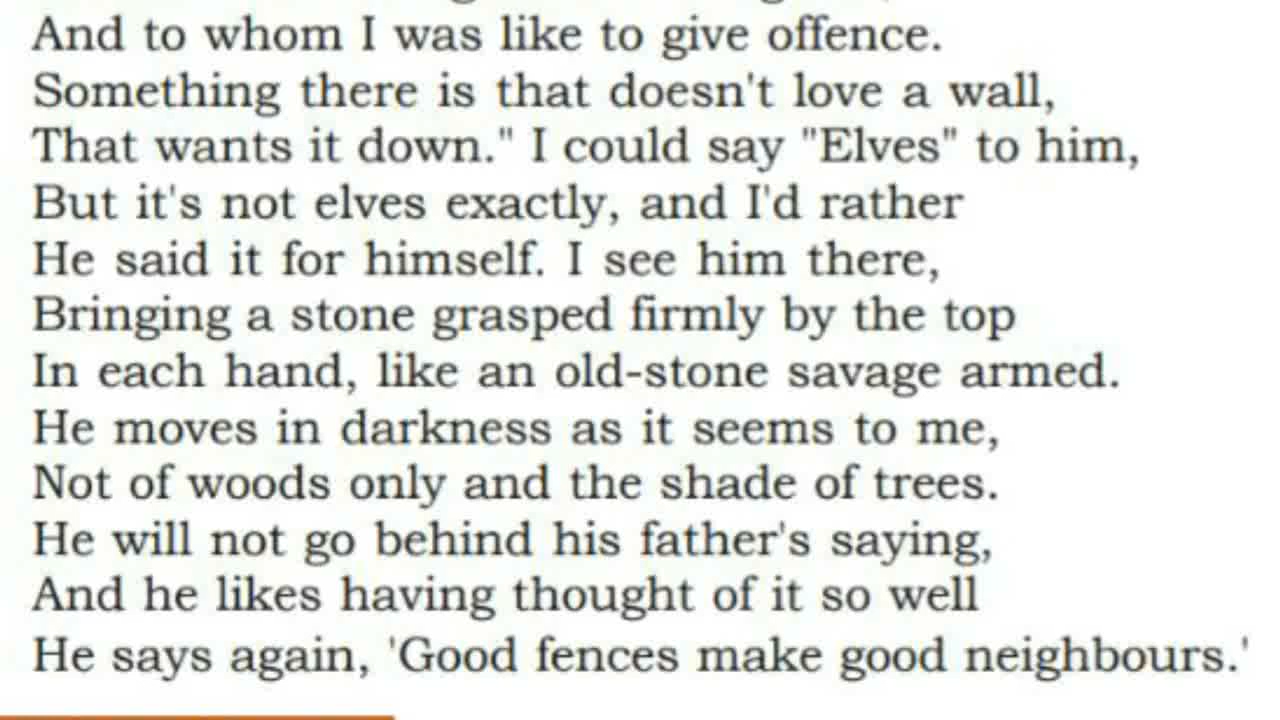 And to whom I was like to give offence.
Something there is that doesn't love a wall,
That wants it down." I could say "Elves" to him,
But it's not elves exactly, and I'd rather
He said it for himself. I see him there,
Bringing a stone grasped firmly by the top
In each hand, like an old-stone savage armed.
He moves in darkness as it seems to me,
Not of woods only and the shade of trees.
He will not go behind his father's saying,
And he likes having thought of it so well
He says again, 'Good fences make good neighbours.'